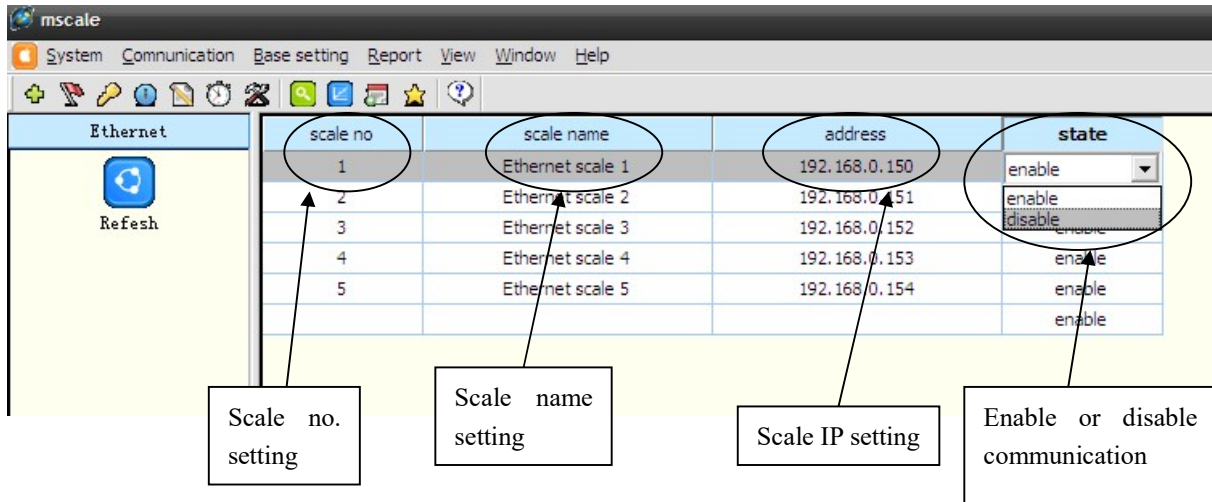 mscale
System Comnunication Base setting Report View Window Help
Ethernet scale no scale name address state
1 Ethernet scale 1 192.168.0.150 enable
Refesh
2 Ethernet scale 2 192.168.0.151 enable
disable
3 Ethernet scale 3 192.168.0.152 enable
4 Ethernet scale 4 192.168.0.153 enable
5 Ethernet scale 5 192.168.0.154 enable
enable
Scale no.
setting
Scale name
setting
Scale IP setting
Enable or disable
communication